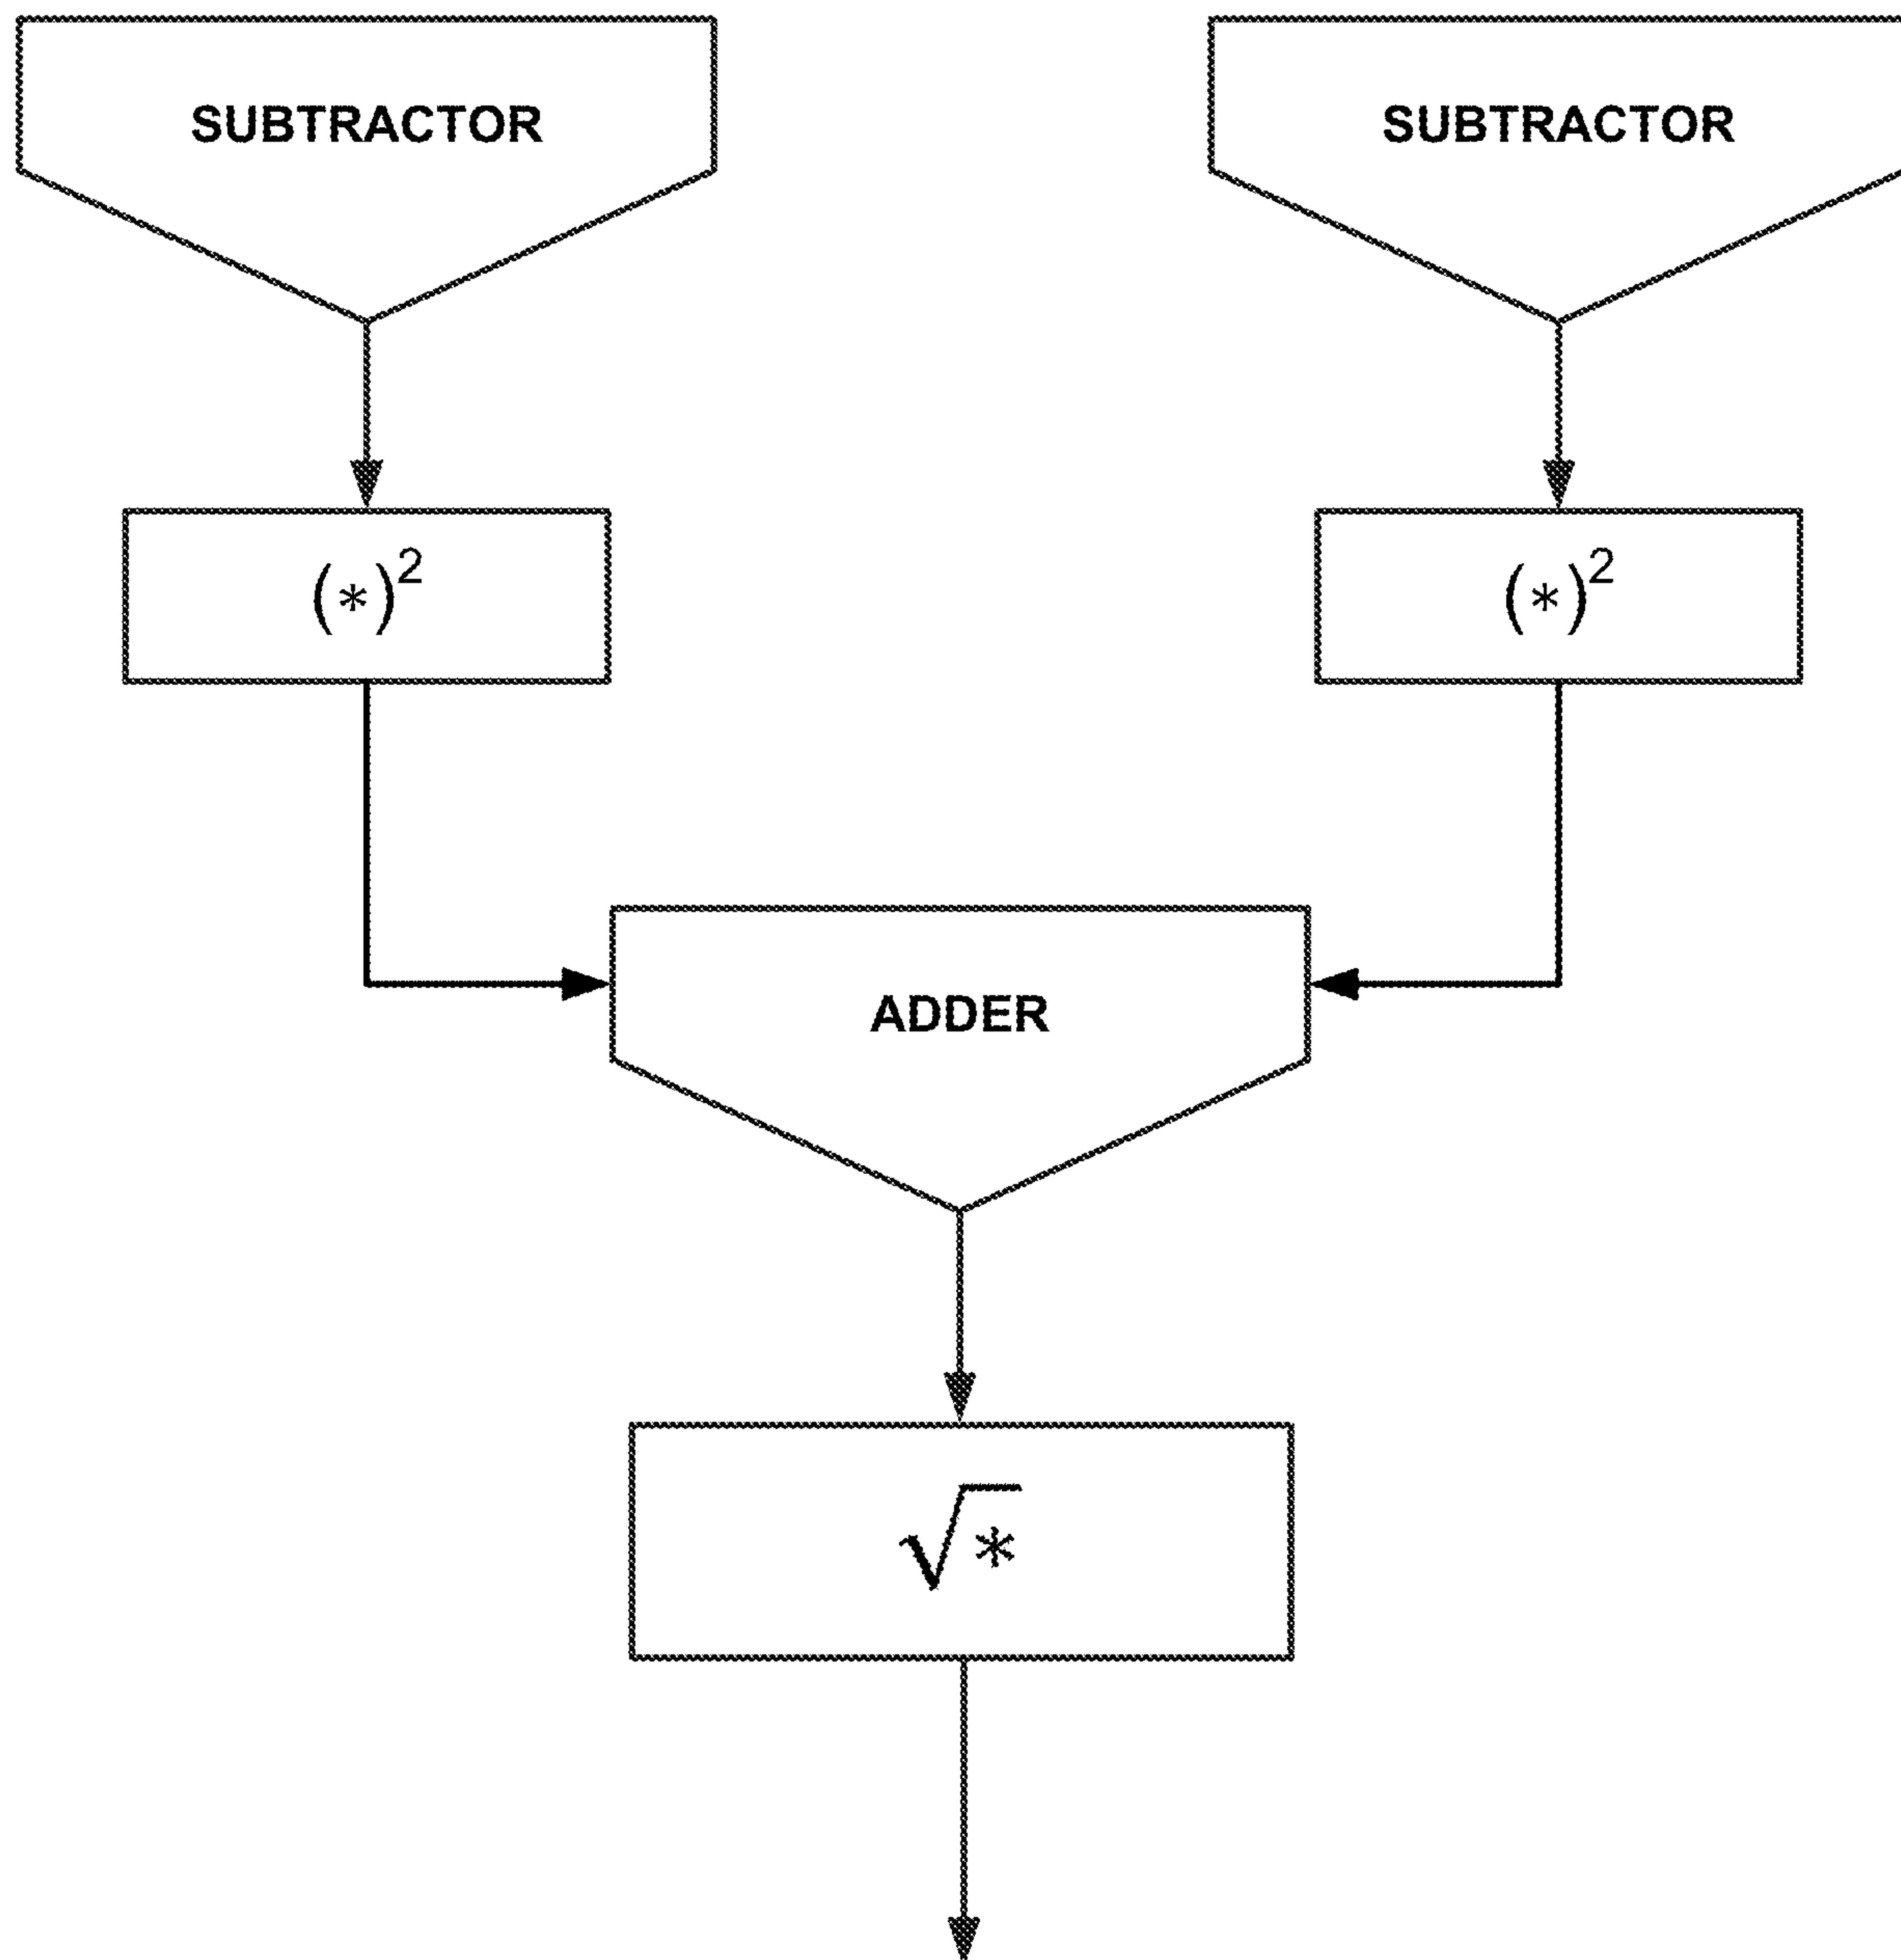 SUBTRACTOR
SUBTRACTOR
(*)²
(*)²
ADDER
√*